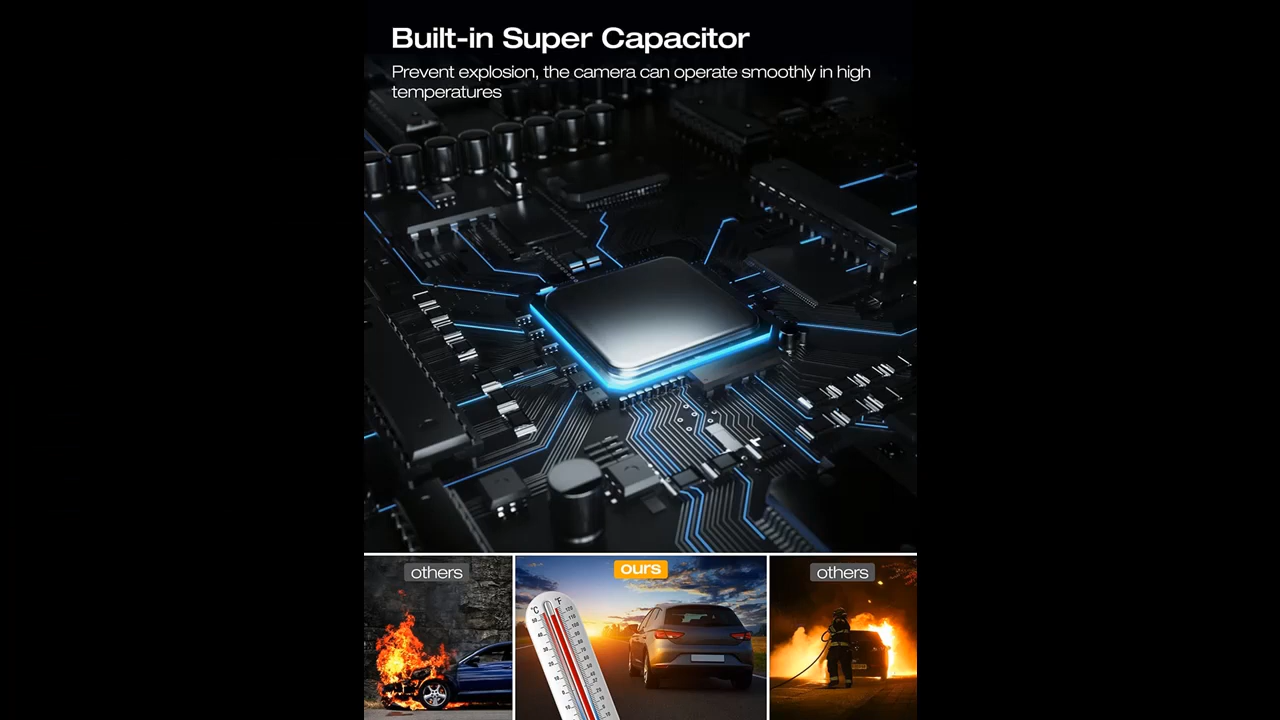 Built-in Super Capacitor
Prevent explosion, the camera can operate smoothly in high
temperatures
others
ours
others
°C
°F